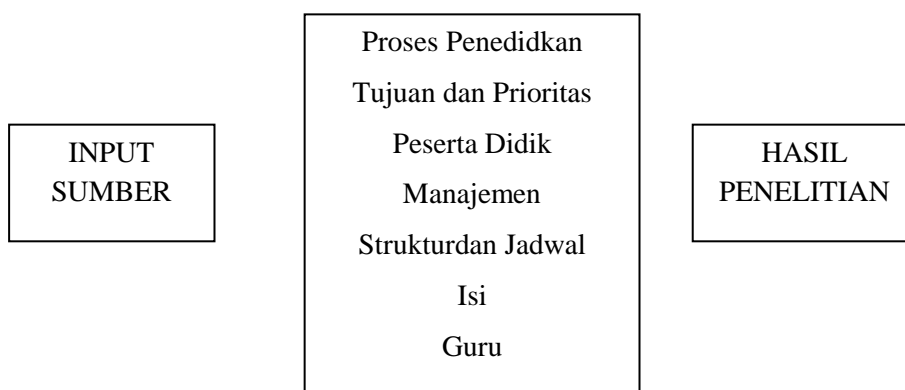 INPUT
SUMBER
Proses Penedidkan
Tujuan dan Prioritas
Peserta Didik
Manajemen
Strukturdan Jadwal
Isi
Guru
HASIL
PENELITIAN